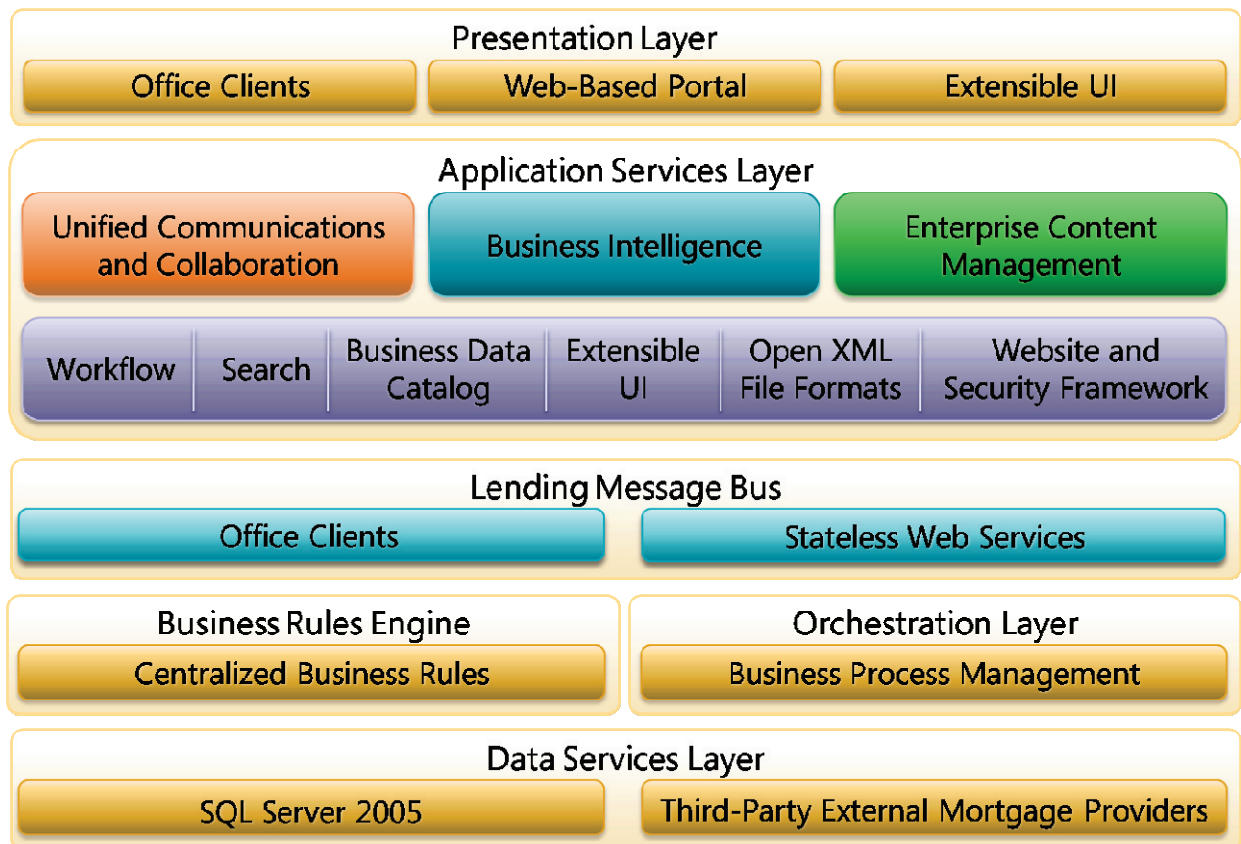 Presentation Layer
Office Clients
Web-Based Portal
Extensible UI
Application Services Layer
Unified Communications
and Collaboration
Business Intelligence
Enterprise Content
Management
Workflow
Search
Business Data
Catalog
Extensible
UI
Open XML
File Formats
Website and
Security Framework
Lending Message Bus
Office Clients
Stateless Web Services
Business Rules Engine
Centralized Business Rules
Orchestration Layer
Business Process Management
Data Services Layer
SQL Server 2005
Third-Party External Mortgage Providers